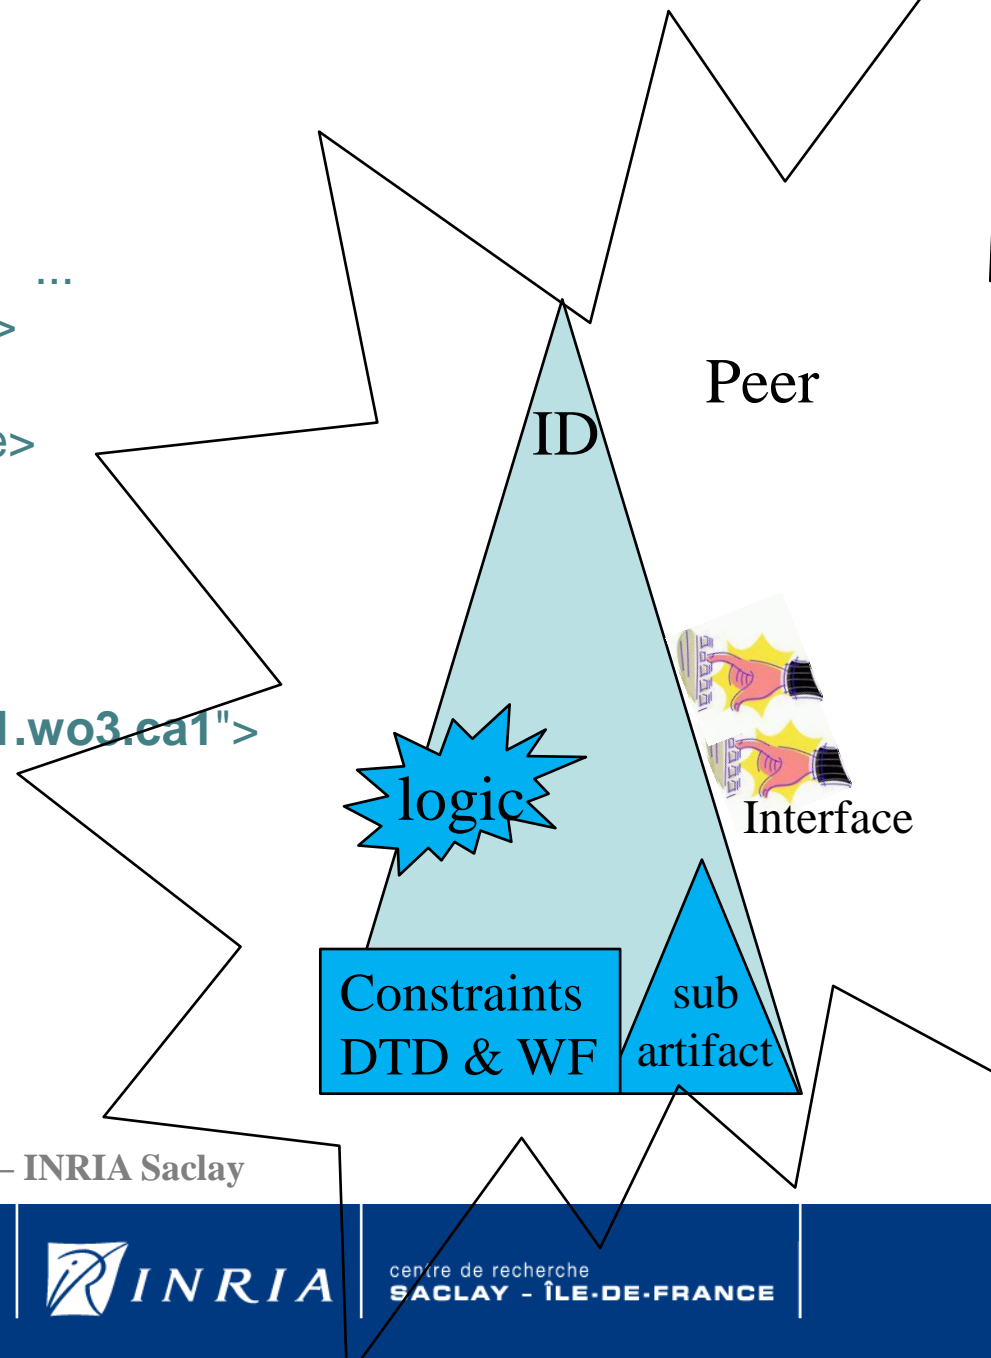 ...
>
e>
Peer
ID
1.wo3.ca1">
logic
Interface
Constraints
DTD & WF
sub
artifact
– INRIA Saclay
INRIA
centre de recherche
SACLAY – ÎLE-DE-FRANCE